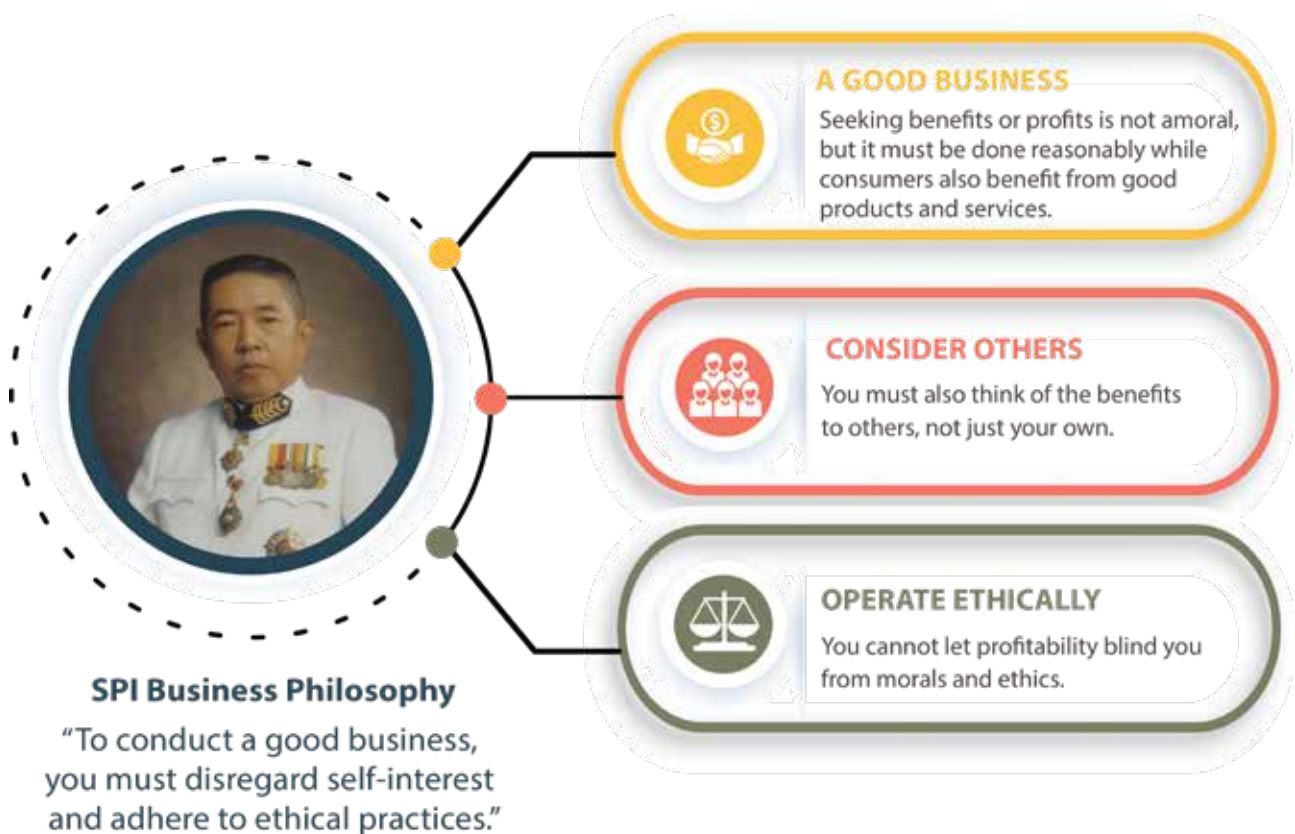 A GOOD BUSINESS
Seeking benefits or profits is not amoral,
but it must be done reasonably while
consumers also benefit from good
products and services.
CONSIDER OTHERS
You must also think of the benefits
to others, not just your own.
OPERATE ETHICALLY
You cannot let profitability blind you
from morals and ethics.
SPI Business Philosophy
“To conduct a good business,
you must disregard self-interest
and adhere to ethical practices.”